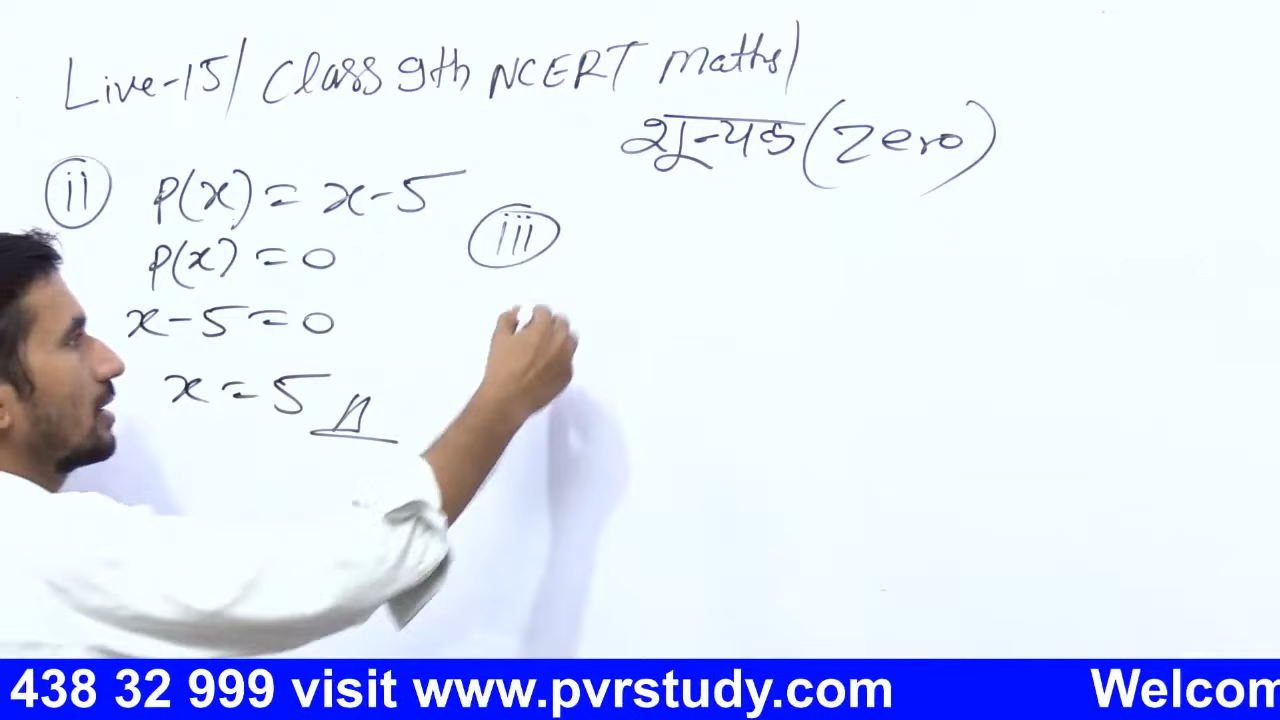 Live-15/ Class 9th NCERT Maths/
शून्यक (Zero)
ii P(x) = x-5
P(x) = 0
x-5=0
x = 5
iii
438 32 999 visit www.pvrstudy.com Welcom